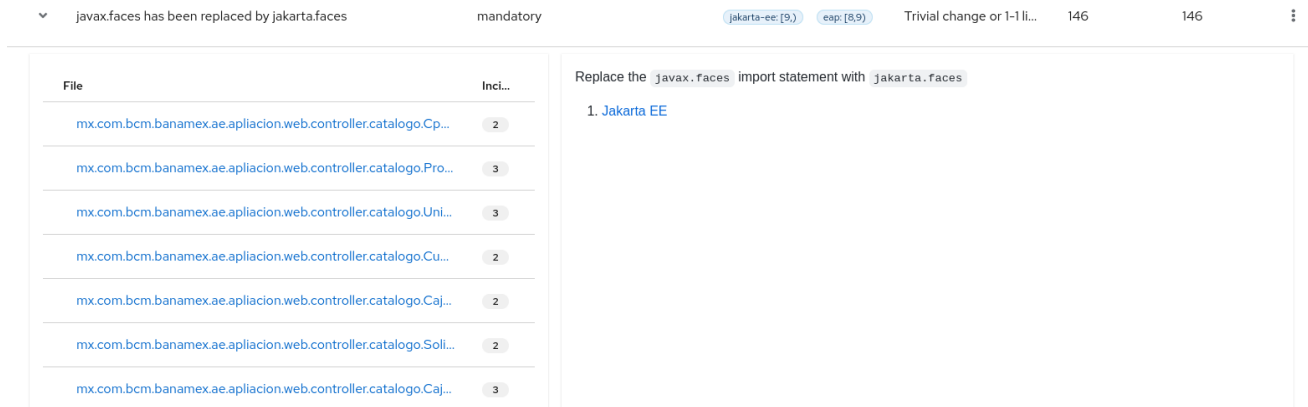 javax.faces has been replaced by jakarta.faces mandatory jakarta-ee: [9,) eap: [8,9) Trivial change or 1-1 li... 146 146
File Inci...
mx.com.bcm.banamex.ae.apliacion.web.controller.catalogo.Cp... 2
mx.com.bcm.banamex.ae.apliacion.web.controller.catalogo.Pro... 3
mx.com.bcm.banamex.ae.apliacion.web.controller.catalogo.Uni... 3
mx.com.bcm.banamex.ae.apliacion.web.controller.catalogo.Cu... 2
mx.com.bcm.banamex.ae.apliacion.web.controller.catalogo.Caj... 2
mx.com.bcm.banamex.ae.apliacion.web.controller.catalogo.Soli... 2
mx.com.bcm.banamex.ae.apliacion.web.controller.catalogo.Caj... 3
Replace the javax.faces import statement with jakarta.faces
1. Jakarta EE